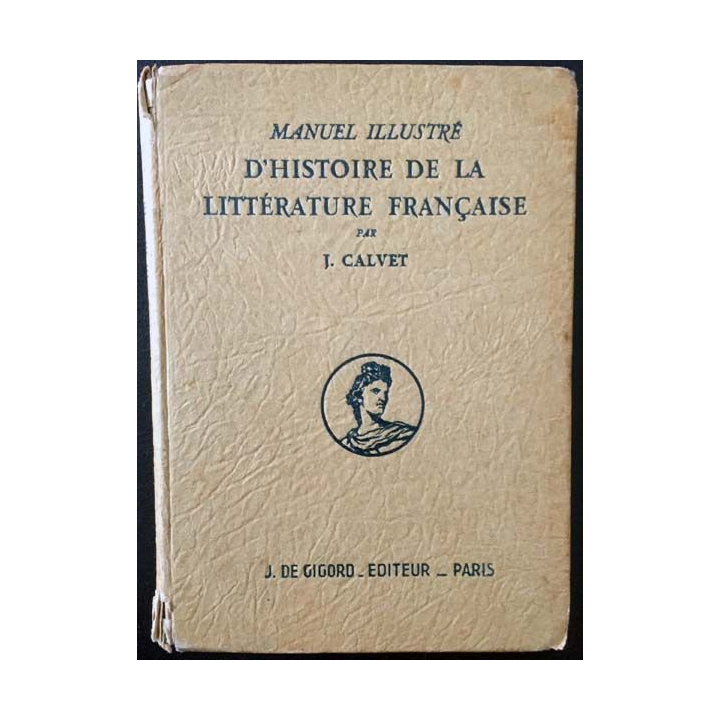 MANUEL ILLUSTRÉ
D'HISTOIRE DE LA
LITTÉRATURE FRANÇAISE
PAR
J. CALVET
J. DE GIGORD _ EDITEUR _ PARIS